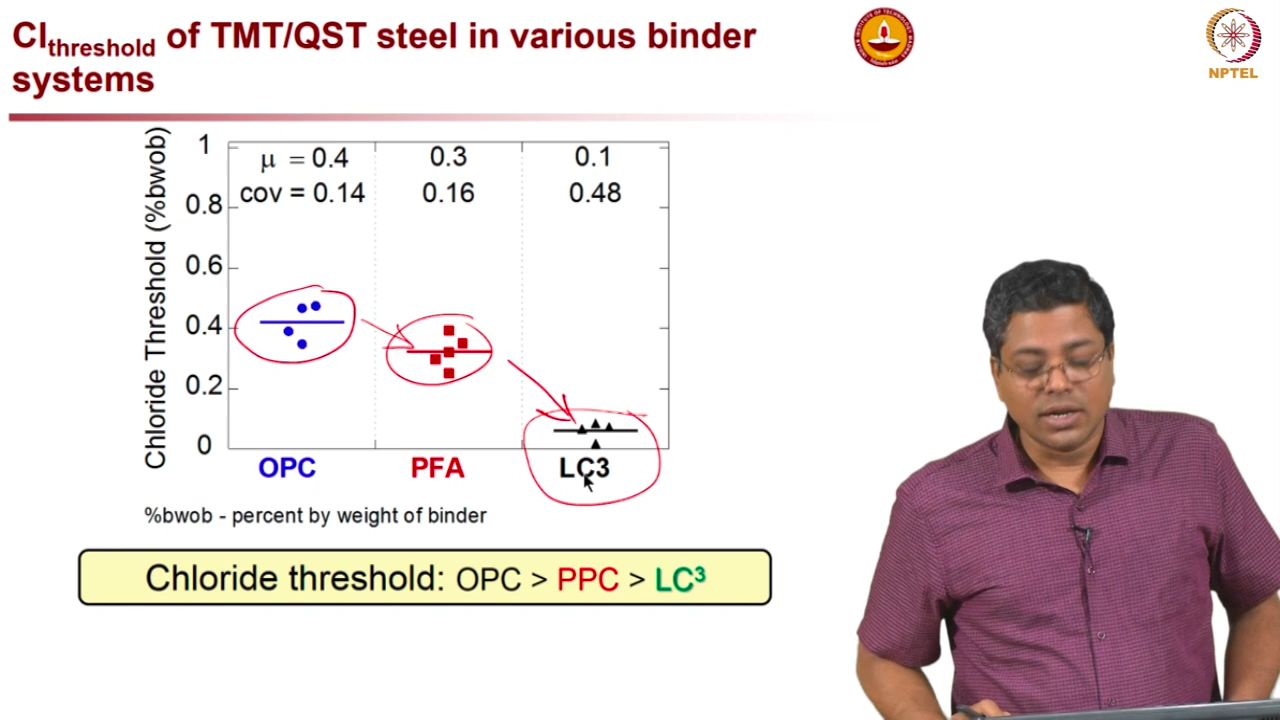 Clthreshold of TMT/QST steel in various binder
systems
NPTEL
Chloride Threshold (%bwob)
1
0.8
0.6
0.4
0.2
0
μ = 0.4 0.3 0.1
cov = 0.14 0.16 0.48
OPC PFA LC3
%bwob - percent by weight of binder
Chloride threshold: OPC > PPC > LC³